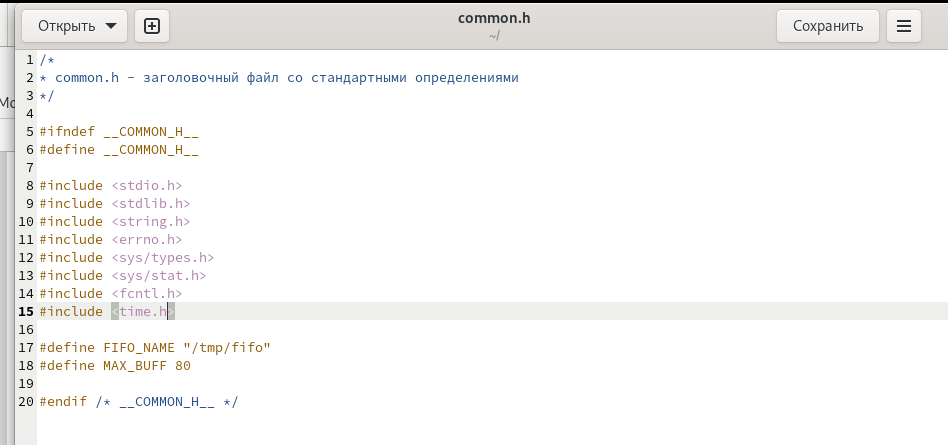 Открыть
common.h
~/
Сохранить
Мо
1 /*
2 * common.h - заголовочный файл со стандартными определениями
3 */
4
5 #ifndef __COMMON_H__
6 #define __COMMON_H__
7
8 #include <stdio.h>
9 #include <stdlib.h>
10 #include <string.h>
11 #include <errno.h>
12 #include <sys/types.h>
13 #include <sys/stat.h>
14 #include <fcntl.h>
15 #include <time.h>
16
17 #define FIFO_NAME "/tmp/fifo"
18 #define MAX_BUFF 80
19
20 #endif /* __COMMON_H__ */